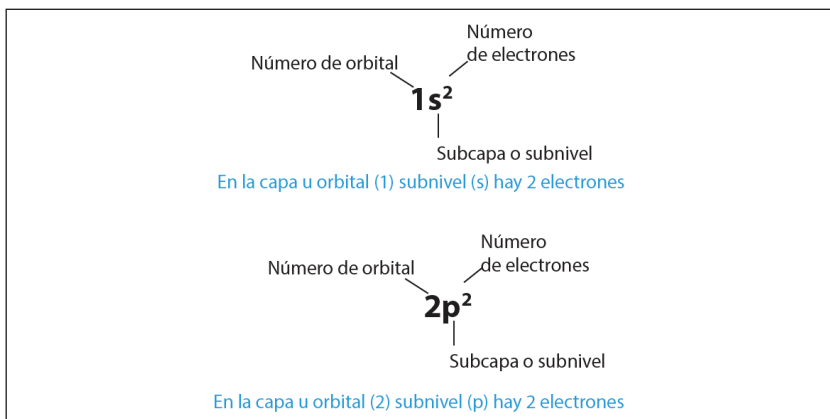 Número
de electrones
Número de orbital
1s²
Subcapa o subnivel
En la capa u orbital (1) subnivel (s) hay 2 electrones
Número
de electrones
Número de orbital
2p²
Subcapa o subnivel
En la capa u orbital (2) subnivel (p) hay 2 electrones